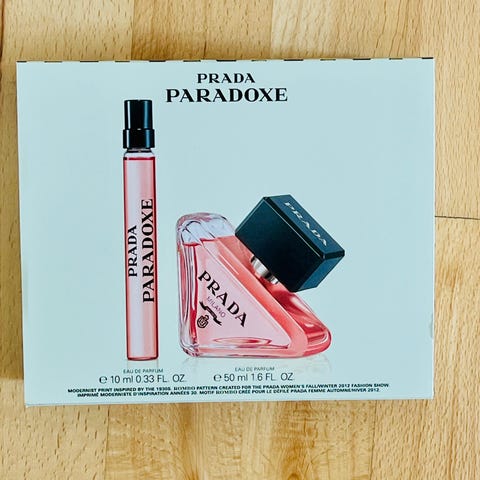 PRADA
PARADOXE
PRADA
PARADOXE
PRADA
PRADA
MILANO
EAU DE PARFUM
℮ 10 ml 0.33 FL. OZ.
EAU DE PARFUM
℮ 50 ml 1.6 FL. OZ.
MODERNIST PRINT INSPIRED BY THE 1930S. ROMBO PATTERN CREATED FOR THE PRADA WOMEN'S FALL/WINTER 2012 FASHION SHOW.
IMPRIMÉ MODERNISTE D'INSPIRATION ANNÉES 30. MOTIF ROMBO CRÉÉ POUR LE DÉFILÉ PRADA FEMME AUTOMNE/HIVER 2012.